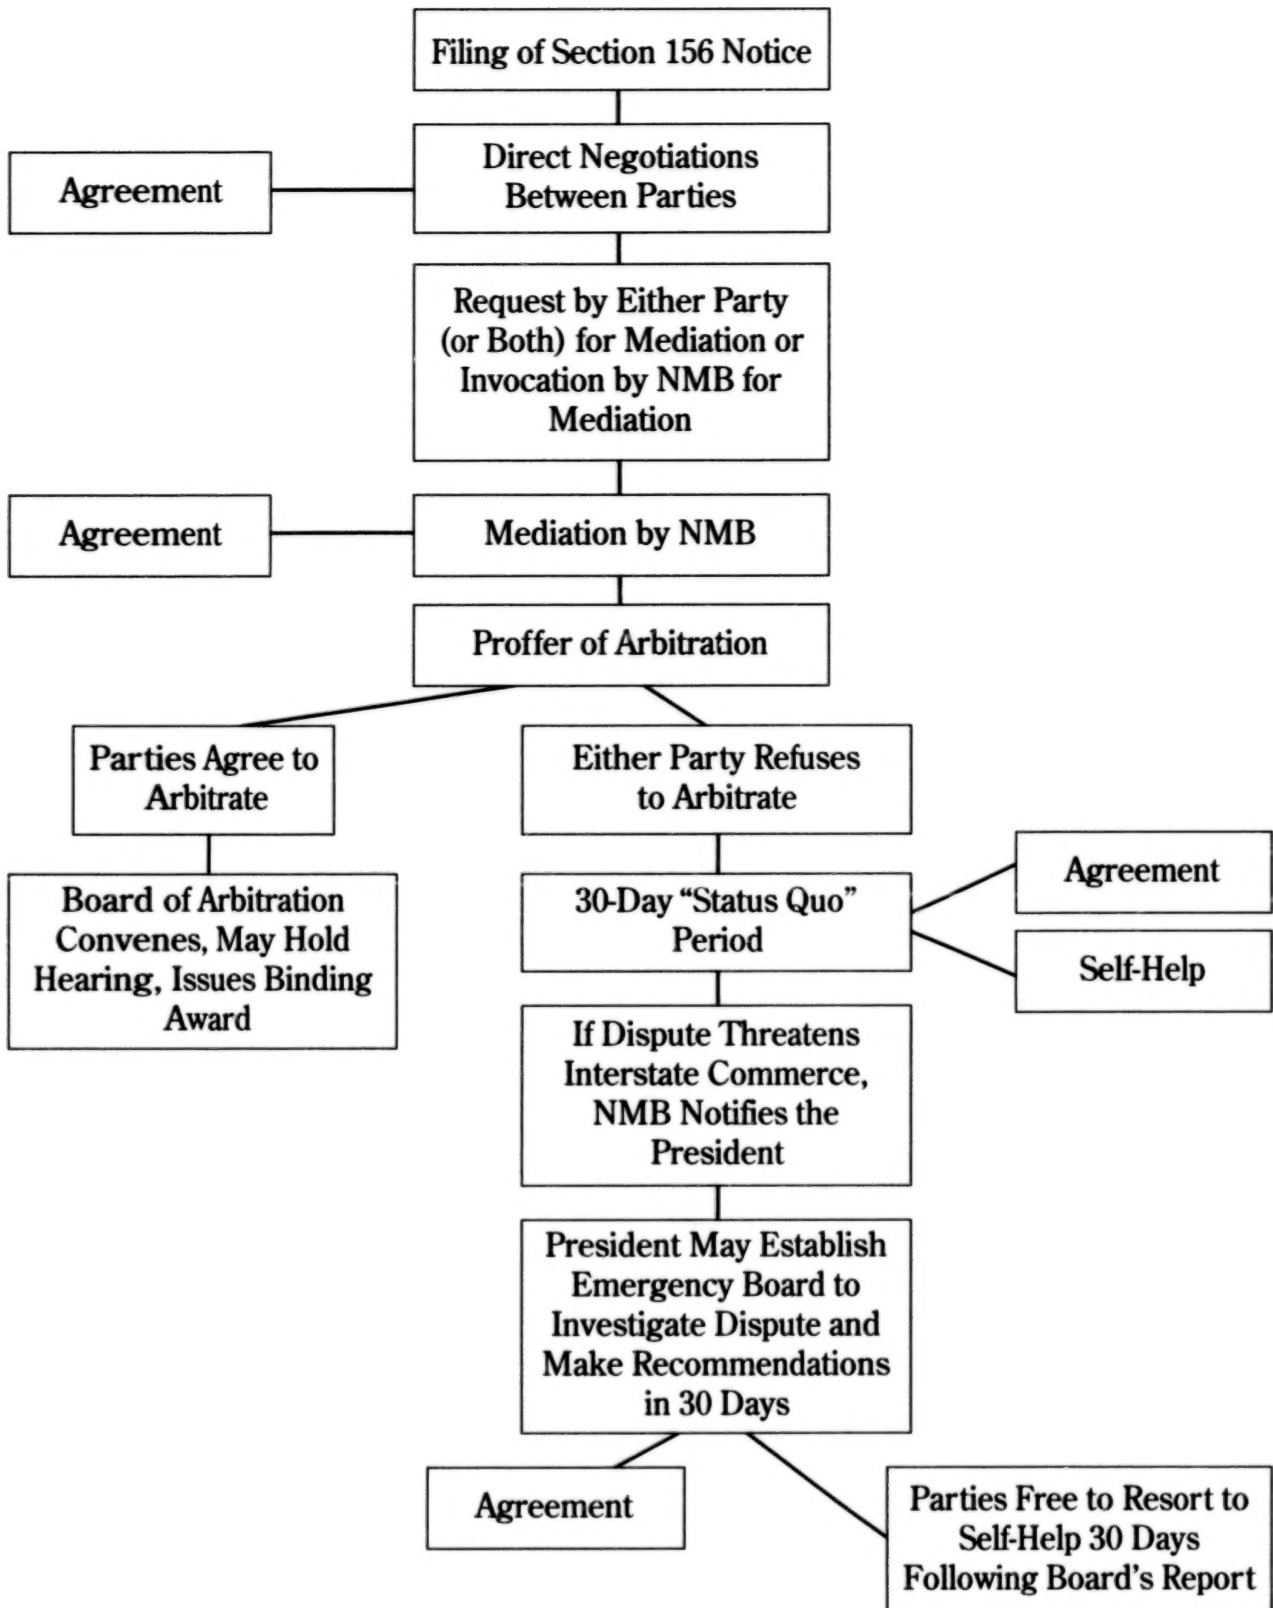 Filing of Section 156 Notice
Direct Negotiations
Between Parties
Agreement
Request by Either Party
(or Both) for Mediation or
Invocation by NMB for
Mediation
Agreement
Mediation by NMB
Proffer of Arbitration
Parties Agree to
Arbitrate
Either Party Refuses
to Arbitrate
Board of Arbitration
Convenes, May Hold
Hearing, Issues Binding
Award
30-Day “Status Quo”
Period
Agreement
Self-Help
If Dispute Threatens
Interstate Commerce,
NMB Notifies the
President
President May Establish
Emergency Board to
Investigate Dispute and
Make Recommendations
in 30 Days
Agreement
Parties Free to Resort to
Self-Help 30 Days
Following Board’s Report